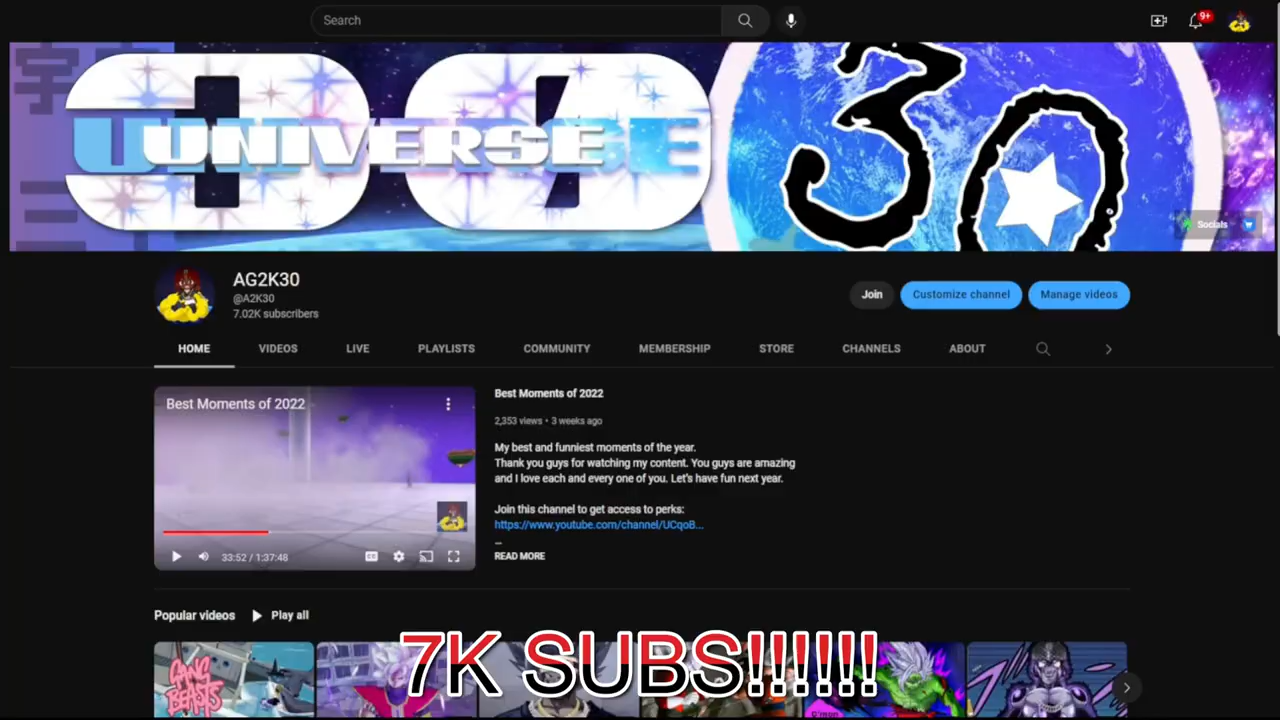 Search
9+
宇
UNIVERSE
30
Socials
AG2K30
@A2K30
7.02K subscribers
Join
Customize channel
Manage videos
HOME
VIDEOS
LIVE
PLAYLISTS
COMMUNITY
MEMBERSHIP
STORE
CHANNELS
ABOUT
Best Moments of 2022
33:52 / 1:37:48
Best Moments of 2022
2,353 views • 3 weeks ago
My best and funniest moments of the year.
Thank you guys for watching my content. You guys are amazing
and I love each and every one of you. Let's have fun next year.
Join this channel to get access to perks:
https://www.youtube.com/channel/UCqoB...
...
READ MORE
Popular videos
Play all
GANG
BEASTS
7K SUBS!!!!!!